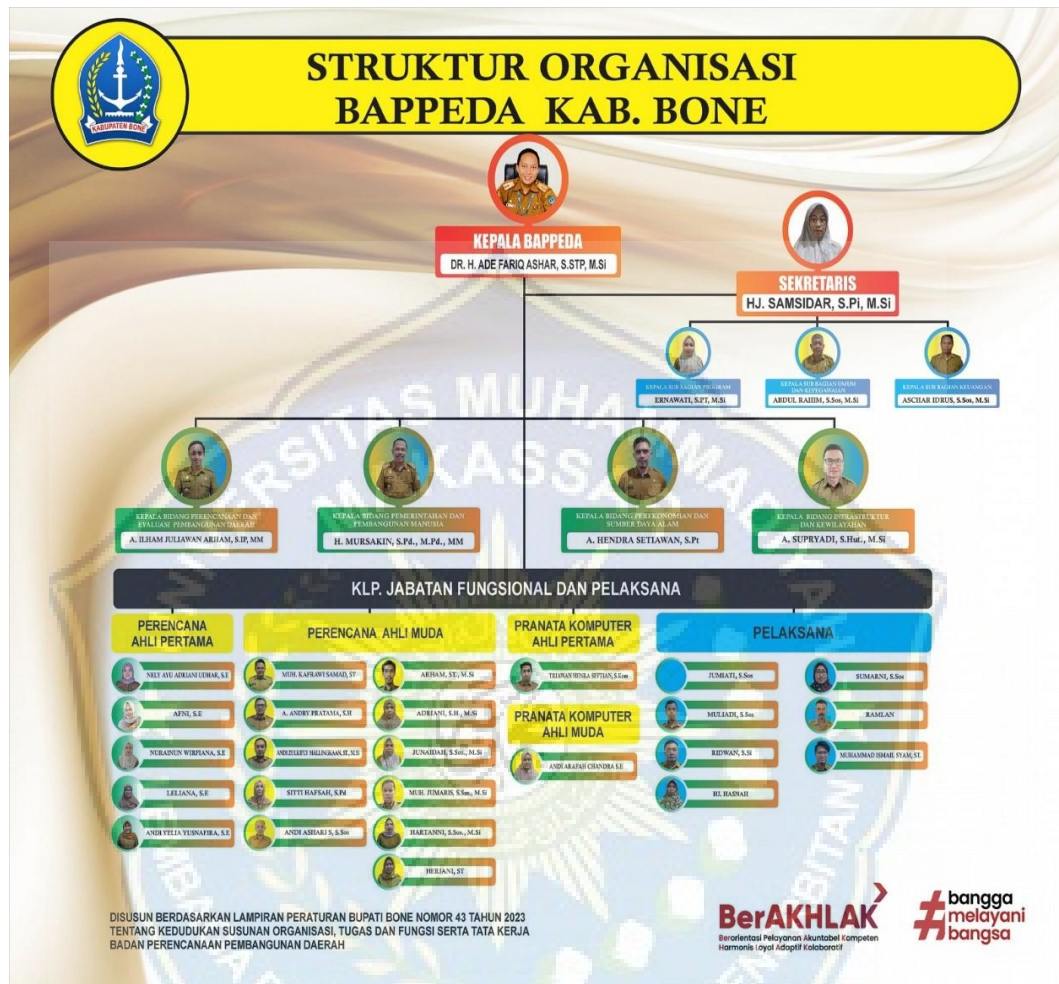 STRUKTUR ORGANISASI
BAPPEDA KAB. BONE
KABUPATEN BONE
KEPALA BAPPEDA
DR. H. ADE FARIQ ASHAR, S.STP, M.Si
SEKRETARIS
HJ. SAMSIDAR, S.Pi, M.Si
KEPALA SUB BAGIAN PROGRAM
ERNAWATI, S.PT, M.Si
KEPALA SUB BAGIAN UMUM
DAN KEPEGAWAIAN
ABDUL RAHIM, S.Sos, M.Si
KEPALA SUB BAGIAN KEUANGAN
ASCHAR IDRUS, S.Sos, M.Si
KEPALA BIDANG PERENCANAAN DAN
EVALUASI PEMBANGUNAN DAERAH
A. ILHAM JULIAWAN ARHAM, S.IP, MM
KEPALA BIDANG PEMERINTAHAN DAN
PEMBANGUNAN MANUSIA
H. MURSAKIN, S.Pd., M.Pd., MM
KEPALA BIDANG PEREKONOMIAN DAN
SUMBER DAYA ALAM
A. HENDRA SETIAWAN, S.Pt
KEPALA BIDANG INFRASTRUKTUR
DAN KEWILAYAHAN
A. SUPRYADI, S.Hut., M.Si
KLP. JABATAN FUNGSIONAL DAN PELAKSANA
PERENCANA
AHLI PERTAMA
NELY AYU ADRIANI UDHAR, S.E
AFNI, S.E
NURAINUN WIRFIANA, S.E
LELIANA, S.E
ANDI VELIA YUSNAFIRA, S.E
PERENCANA AHLI MUDA
MUH. KAFRAWI SAMAD, ST
A. ANDRY PRATAMA, S.H
SITTI HAFSAH, S.Pd
ANDI ASHARI S, S.Sos
ARHAM, S.E., M.Si
ADRIANI, S.H., M.Si
JUNAIDAH, S.Sos., M.Si
MUH. JUMARIS, S.Sos., M.Si
HARTANNI, S.Sos., M.Si
HERIANI, ST
PRANATA KOMPUTER
AHLI PERTAMA
SEPTIAN, S.Kom
PRANATA KOMPUTER
AHLI MUDA
ANDI ARAFAH CHANDRA S.E
PELAKSANA
JUMIATI, S.Sos
MULIADI, S.Sos
RIDWAN, S.Si
HJ. HASNAH
SUMARNI, S.Sos
RAMLAN
MUHAMMAD ISMAIL SYAM, ST.
DISUSUN BERDASARKAN LAMPIRAN PERATURAN BUPATI BONE NOMOR 43 TAHUN 2023
TENTANG KEDUDUKAN SUSUNAN ORGANISASI, TUGAS DAN FUNGSI SERTA TATA KERJA
BADAN PERENCANAAN PEMBANGUNAN DAERAH
BerAKHLAK
Berorientasi Pelayanan Akuntabel Kompeten
Harmonis Loyal Adaptif Kolaboratif
#bangga
melayani
bangsa